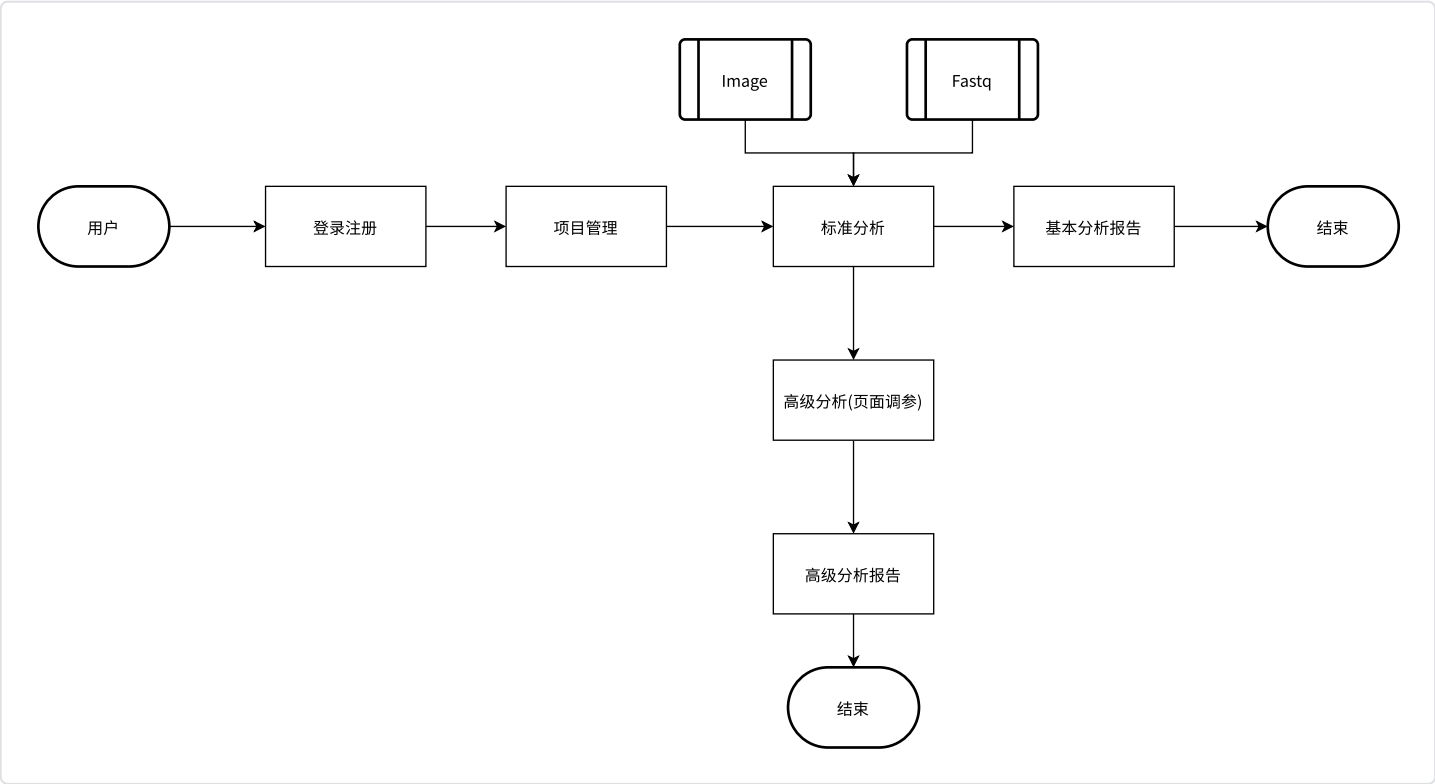 Image
Fastq
用户
登录注册
项目管理
标准分析
基本分析报告
结束
高级分析(页面调参)
高级分析报告
结束